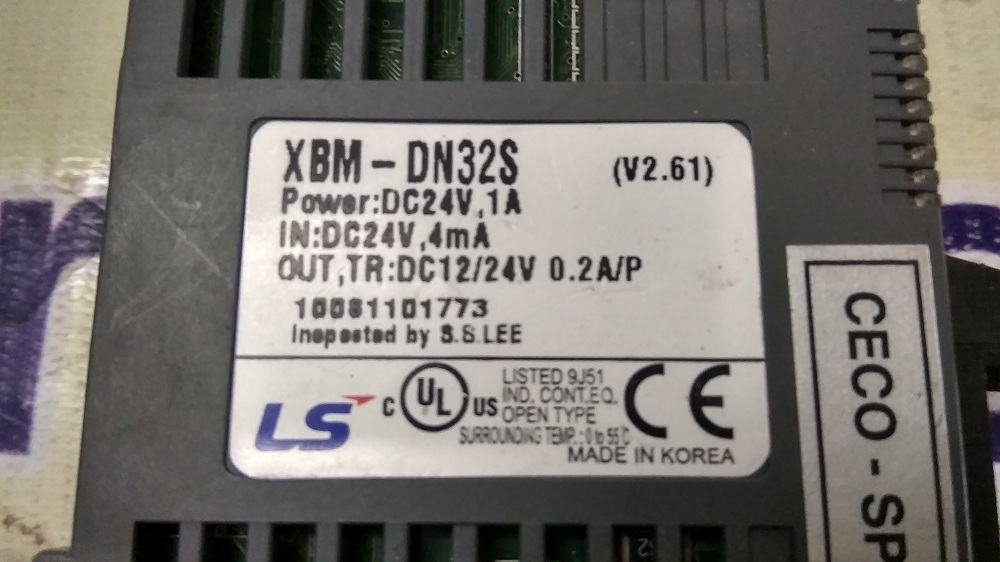 XBM-DN32S (V2.61)
Power:DC24V,1A
IN:DC24V,4mA
OUT,TR:DC12/24V 0.2A/P
10081101773
Inspected by S.S.LEE
LS
C UL US
LISTED 9J51
IND. CONT.EQ.
OPEN TYPE
SURROUNDING TEMP.: 0 to 55℃
CE
MADE IN KOREA
CECO - SP